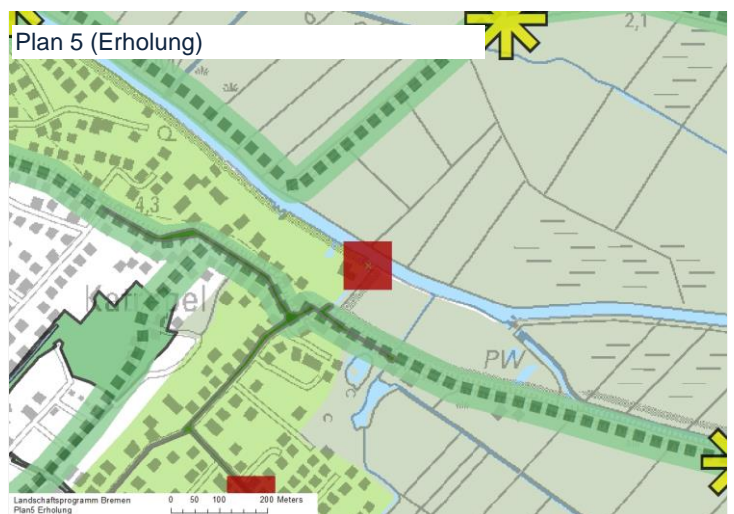 Plan 5 (Erholung)
2,1
4,3
PW
Landschaftsprogramm Bremen
Plan5 Erholung
0 50 100 200 Meters